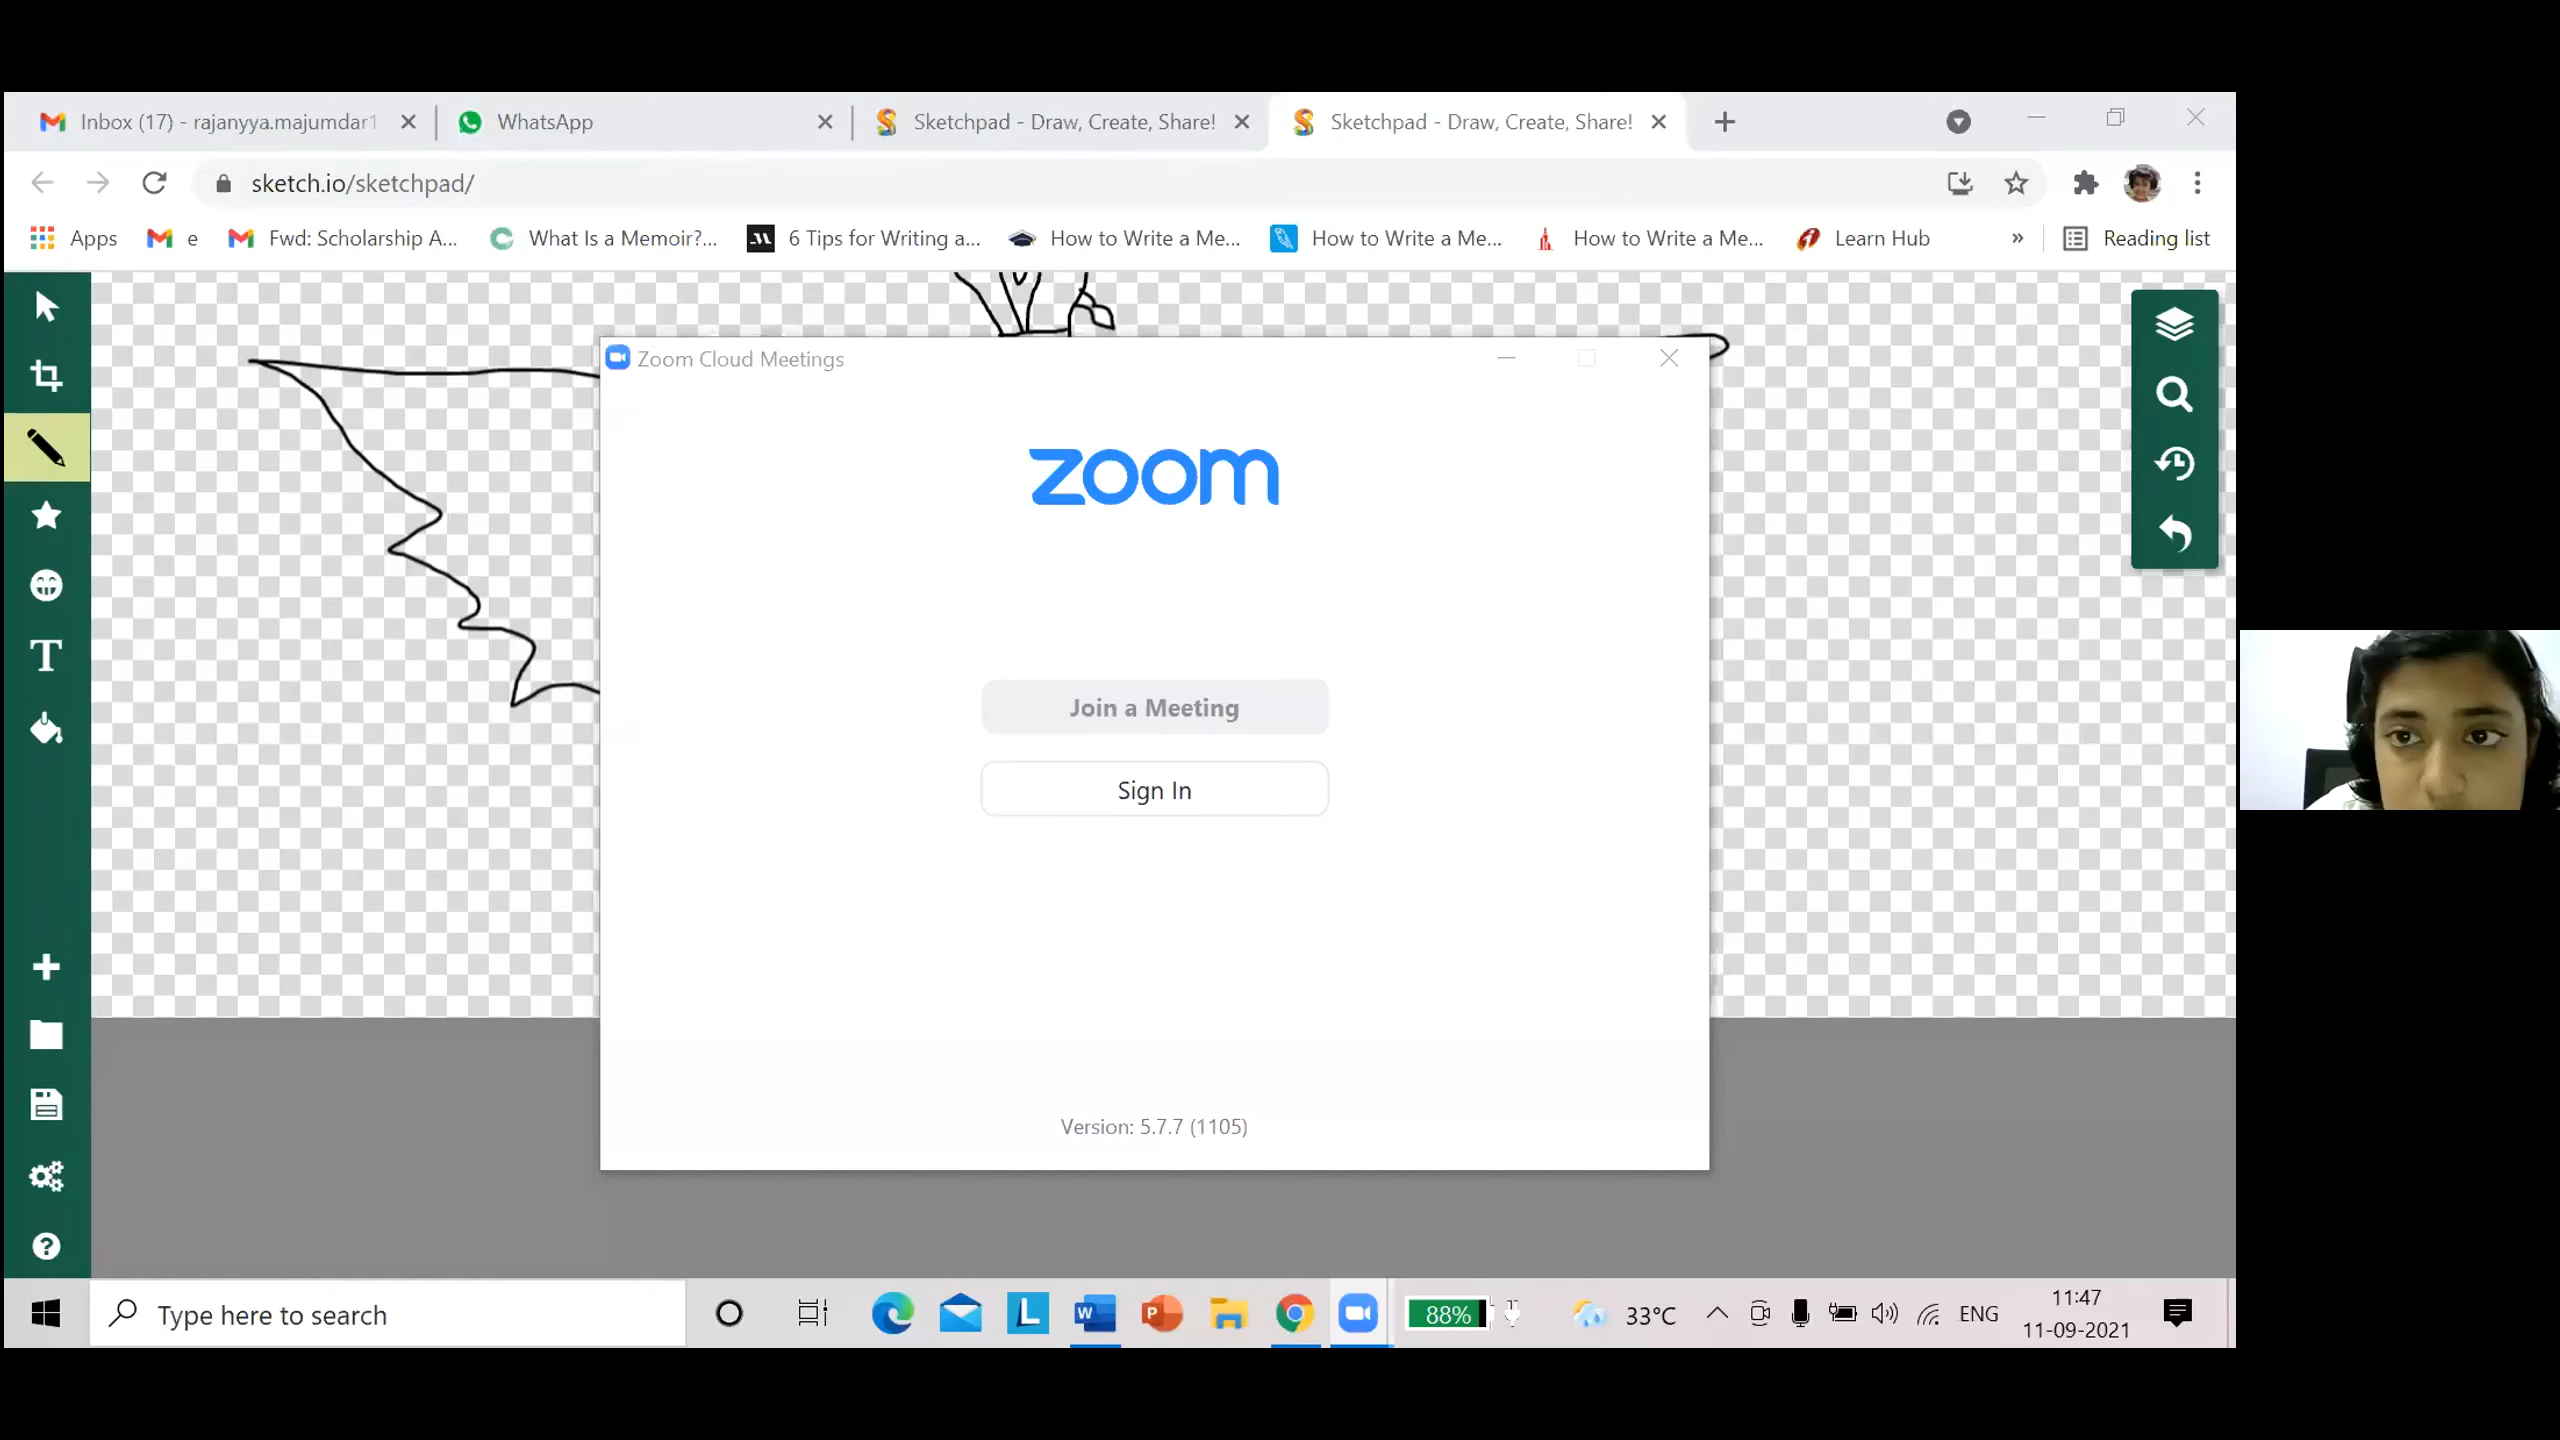 Inbox (17) - rajanyya.majumdar1
WhatsApp
Sketchpad - Draw, Create, Share!
Sketchpad - Draw, Create, Share!
sketch.io/sketchpad/
Apps
e
Fwd: Scholarship A...
What Is a Memoir?...
6 Tips for Writing a...
How to Write a Me...
How to Write a Me...
How to Write a Me...
Learn Hub
»
Reading list
Zoom Cloud Meetings
zoom
Join a Meeting
Sign In
Version: 5.7.7 (1105)
Type here to search
88%
33°C
ENG
11:47
11-09-2021